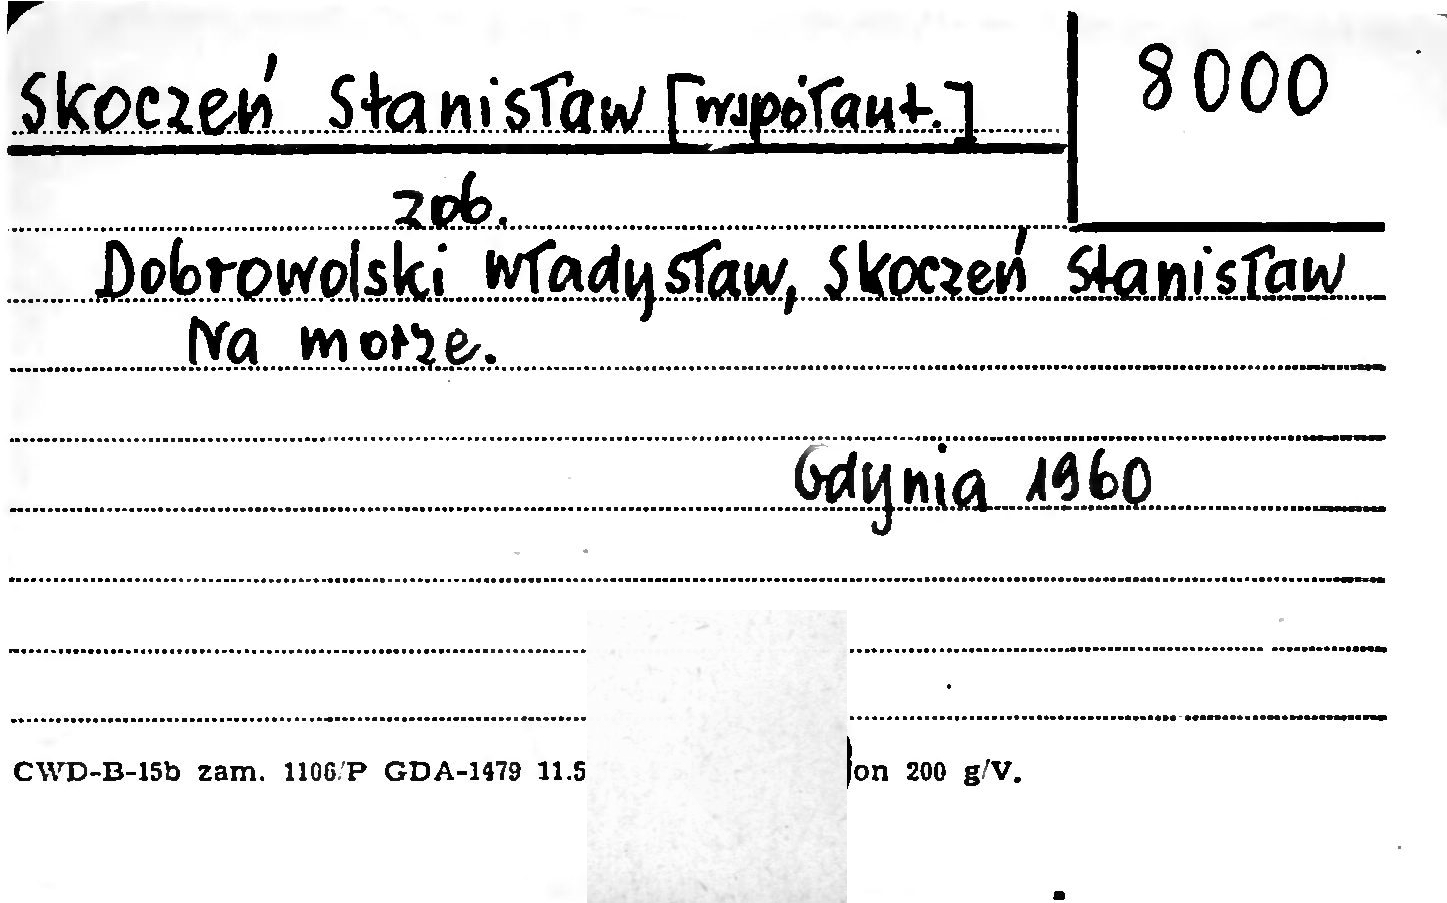 Skoczeń Stanisław [współaut.]
8000
zob.
Dobrowolski Władysław, Skoczeń Stanisław
Na morze.
Gdynia 1960
CWD-B-15b zam. 1106/P GDA-1479 11.5 on 200 g/V.